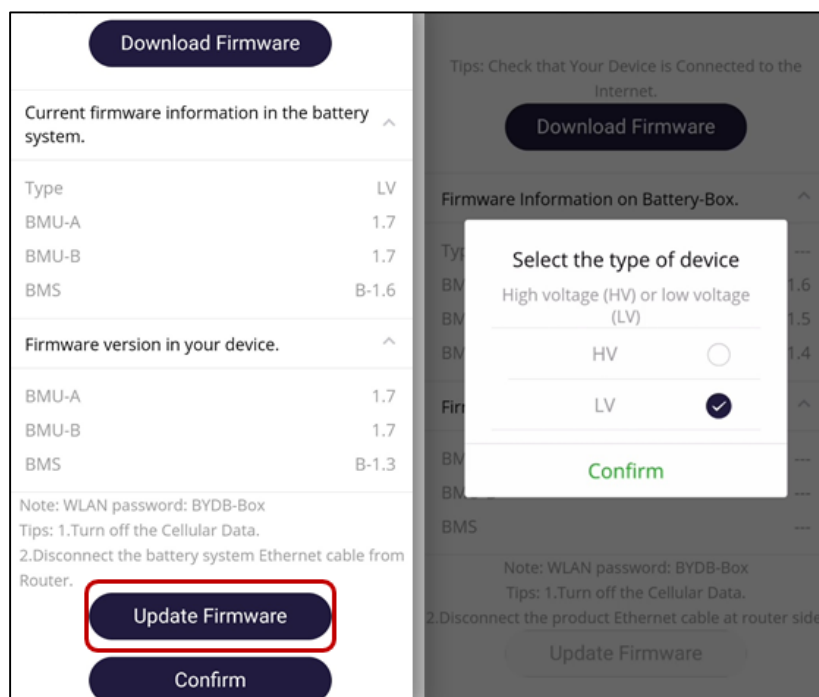 Download Firmware
Current firmware information in the battery
system.
Type LV
BMU-A 1.7
BMU-B 1.7
BMS B-1.6
Firmware version in your device.
BMU-A 1.7
BMU-B 1.7
BMS B-1.3
Note: WLAN password: BYDB-Box
Tips: 1.Turn off the Cellular Data.
2.Disconnect the battery system Ethernet cable from
Router.
Update Firmware
Confirm
Tips: Check that Your Device is Connected to the
Internet.
Download Firmware
Firmware Information on Battery-Box.
---
1.6
1.5
1.4
Select the type of device
High voltage (HV) or low voltage
(LV)
HV
LV
Confirm
---
---
BMS ---
Note: WLAN password: BYDB-Box
Tips: 1.Turn off the Cellular Data.
2.Disconnect the product Ethernet cable at router side
Update Firmware